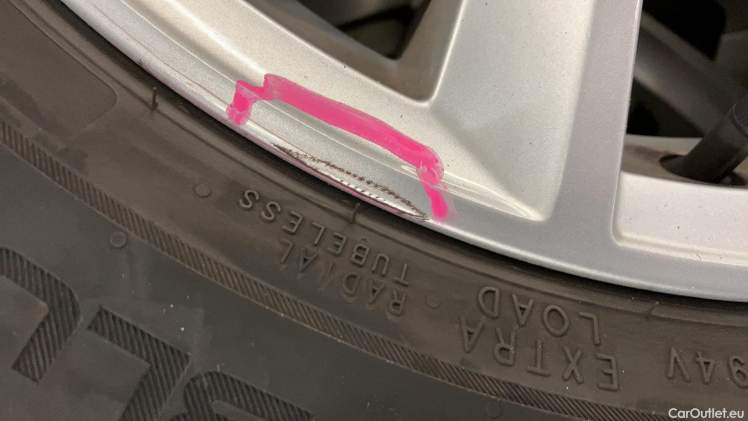 TUBELESS
RADIAL
EXTRA
LOAD
94V
CarOutlet.eu